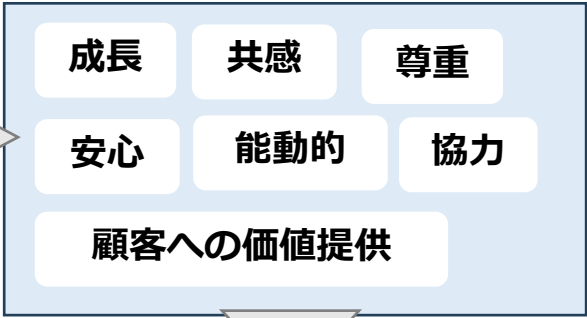 成長 共感 尊重
安心 能動的 協力
顧客への価値提供